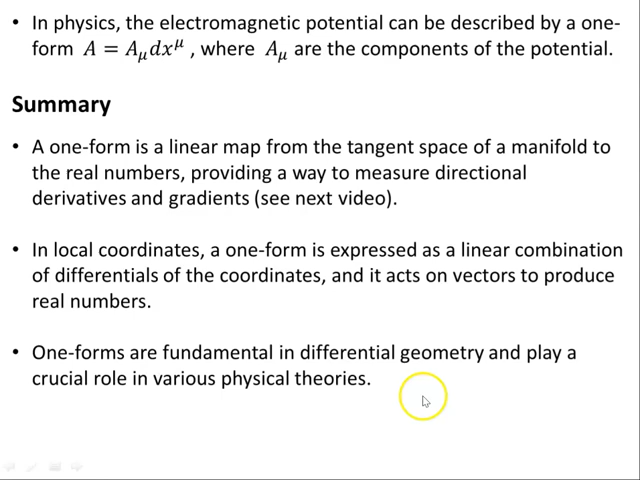 • In physics, the electromagnetic potential can be described by a one-
form A = A_μ dx^μ , where A_μ are the components of the potential.
Summary
• A one-form is a linear map from the tangent space of a manifold to
the real numbers, providing a way to measure directional
derivatives and gradients (see next video).
• In local coordinates, a one-form is expressed as a linear combination
of differentials of the coordinates, and it acts on vectors to produce
real numbers.
• One-forms are fundamental in differential geometry and play a
crucial role in various physical theories.